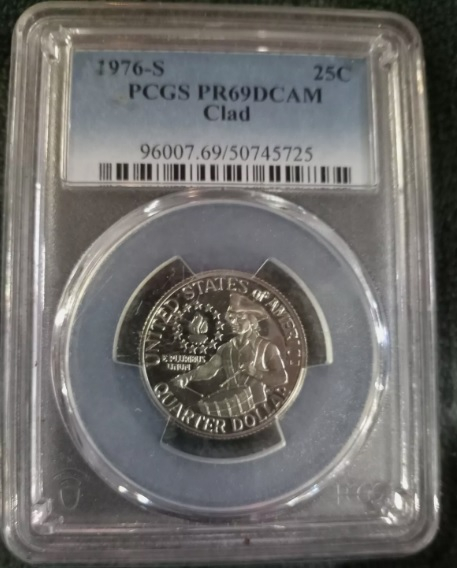 1976-S 25C
PCGS PR69DCAM
Clad
96007.69/50745725
UNITED STATES OF AMERICA
E PLURIBUS
UNUM
QUARTER DOLLAR